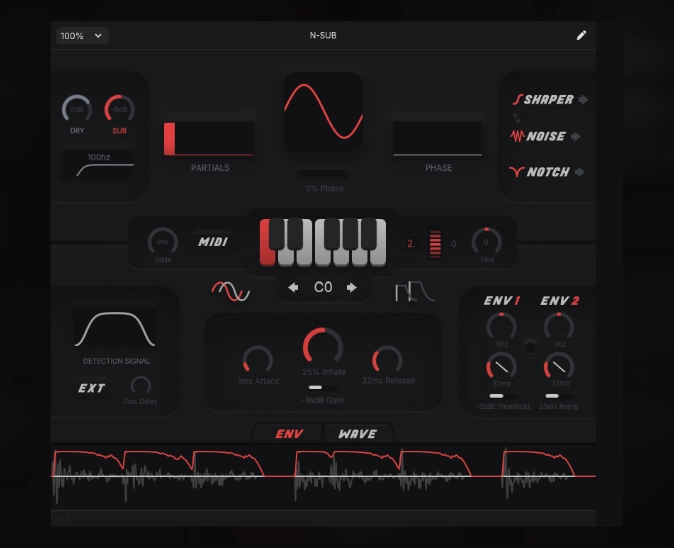 100%
N-SUB
0dB
-6dB
DRY
SUB
100hz
PARTIALS
0% Phase
PHASE
SHAPER
NOISE
NOTCH
0ms
Glide
MIDI
2
0
0
Fine
C0
DETECTION SIGNAL
EXT
0ms Delay
1ms Attack
25% Inflate
32ms Release
-16dB Gate
ENV 1
ENV 2
0hz
0hz
32ms
33ms
-12dB Threshold
25ms Retrig
ENV
WAVE